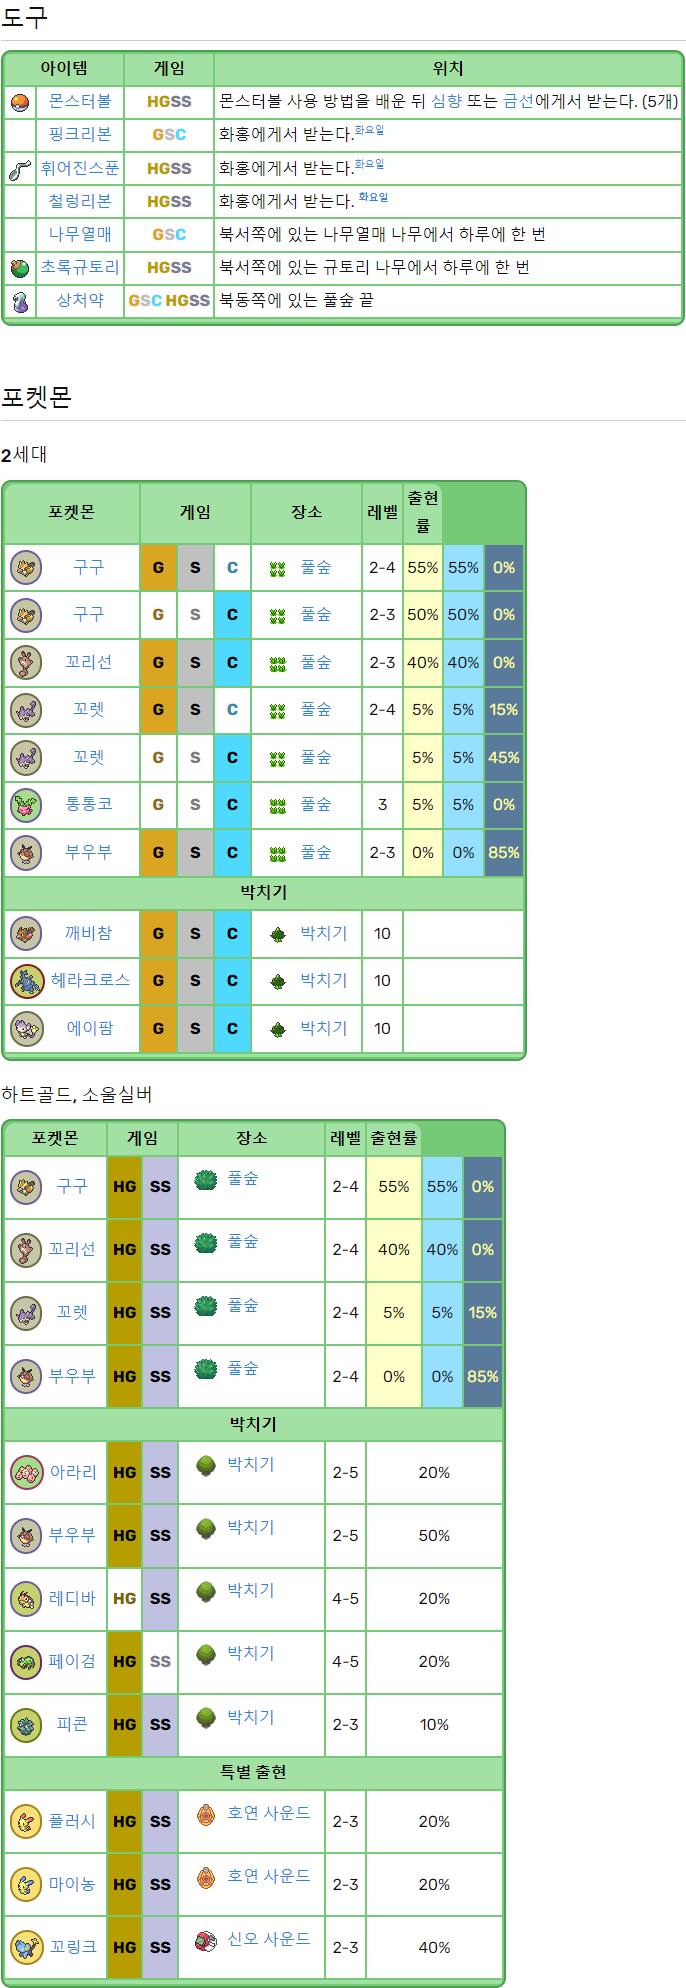 도구
아이템 게임 위치
몬스터볼 HGSS 몬스터볼 사용 방법을 배운 뒤 심향 또는 금선에게서 받는다. (5개)
핑크리본 GSC 화홍에게서 받는다.화요일
휘어진스푼 HGSS 화홍에게서 받는다.화요일
철렁리본 HGSS 화홍에게서 받는다. 화요일
나무열매 GSC 북서쪽에 있는 나무열매 나무에서 하루에 한 번
초록규토리 HGSS 북서쪽에 있는 규토리 나무에서 하루에 한 번
상처약 GSC HGSS 북동쪽에 있는 풀숲 끝
포켓몬
2세대
포켓몬 게임 장소 레벨 출현
률
구구 G S C 풀숲 2-4 55% 55% 0%
구구 G S C 풀숲 2-3 50% 50% 0%
꼬리선 G S C 풀숲 2-3 40% 40% 0%
꼬렛 G S C 풀숲 2-4 5% 5% 15%
꼬렛 G S C 풀숲 5% 5% 45%
통통코 G S C 풀숲 3 5% 5% 0%
부우부 G S C 풀숲 2-3 0% 0% 85%
박치기
깨비참 G S C 박치기 10
헤라크로스 G S C 박치기 10
에이팜 G S C 박치기 10
하트골드, 소울실버
포켓몬 게임 장소 레벨 출현률
구구 HG SS 풀숲 2-4 55% 55% 0%
꼬리선 HG SS 풀숲 2-4 40% 40% 0%
꼬렛 HG SS 풀숲 2-4 5% 5% 15%
부우부 HG SS 풀숲 2-4 0% 0% 85%
박치기
아라리 HG SS 박치기 2-5 20%
부우부 HG SS 박치기 2-5 50%
레디바 HG SS 박치기 4-5 20%
페이검 HG SS 박치기 4-5 20%
피콘 HG SS 박치기 2-3 10%
특별 출현
플러시 HG SS 호연 사운드 2-3 20%
마이농 HG SS 호연 사운드 2-3 20%
꼬링크 HG SS 신오 사운드 2-3 40%